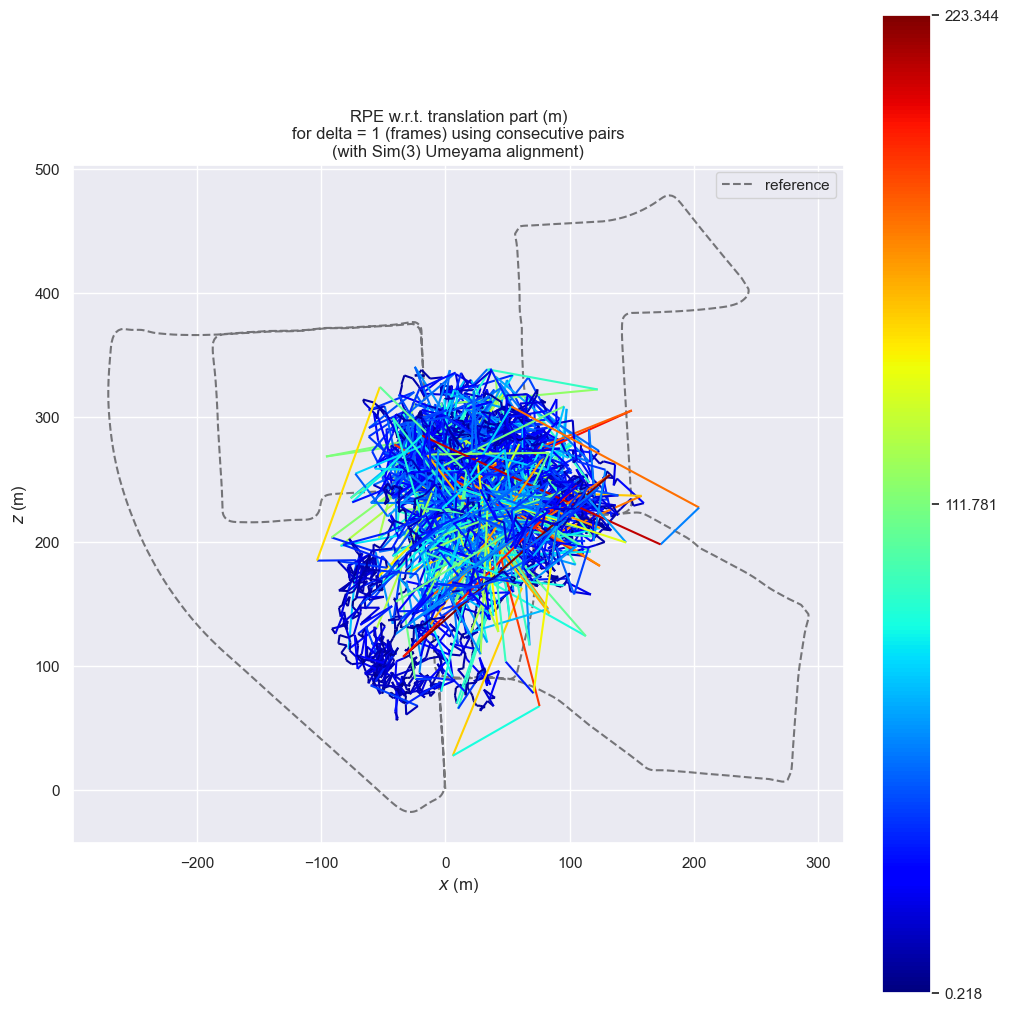 RPE w.r.t. translation part (m)
for delta = 1 (frames) using consecutive pairs
(with Sim(3) Umeyama alignment)
reference
500
400
300
200
100
0
z (m)
−200
−100
0
100
200
300
x (m)
223.344
111.781
0.218